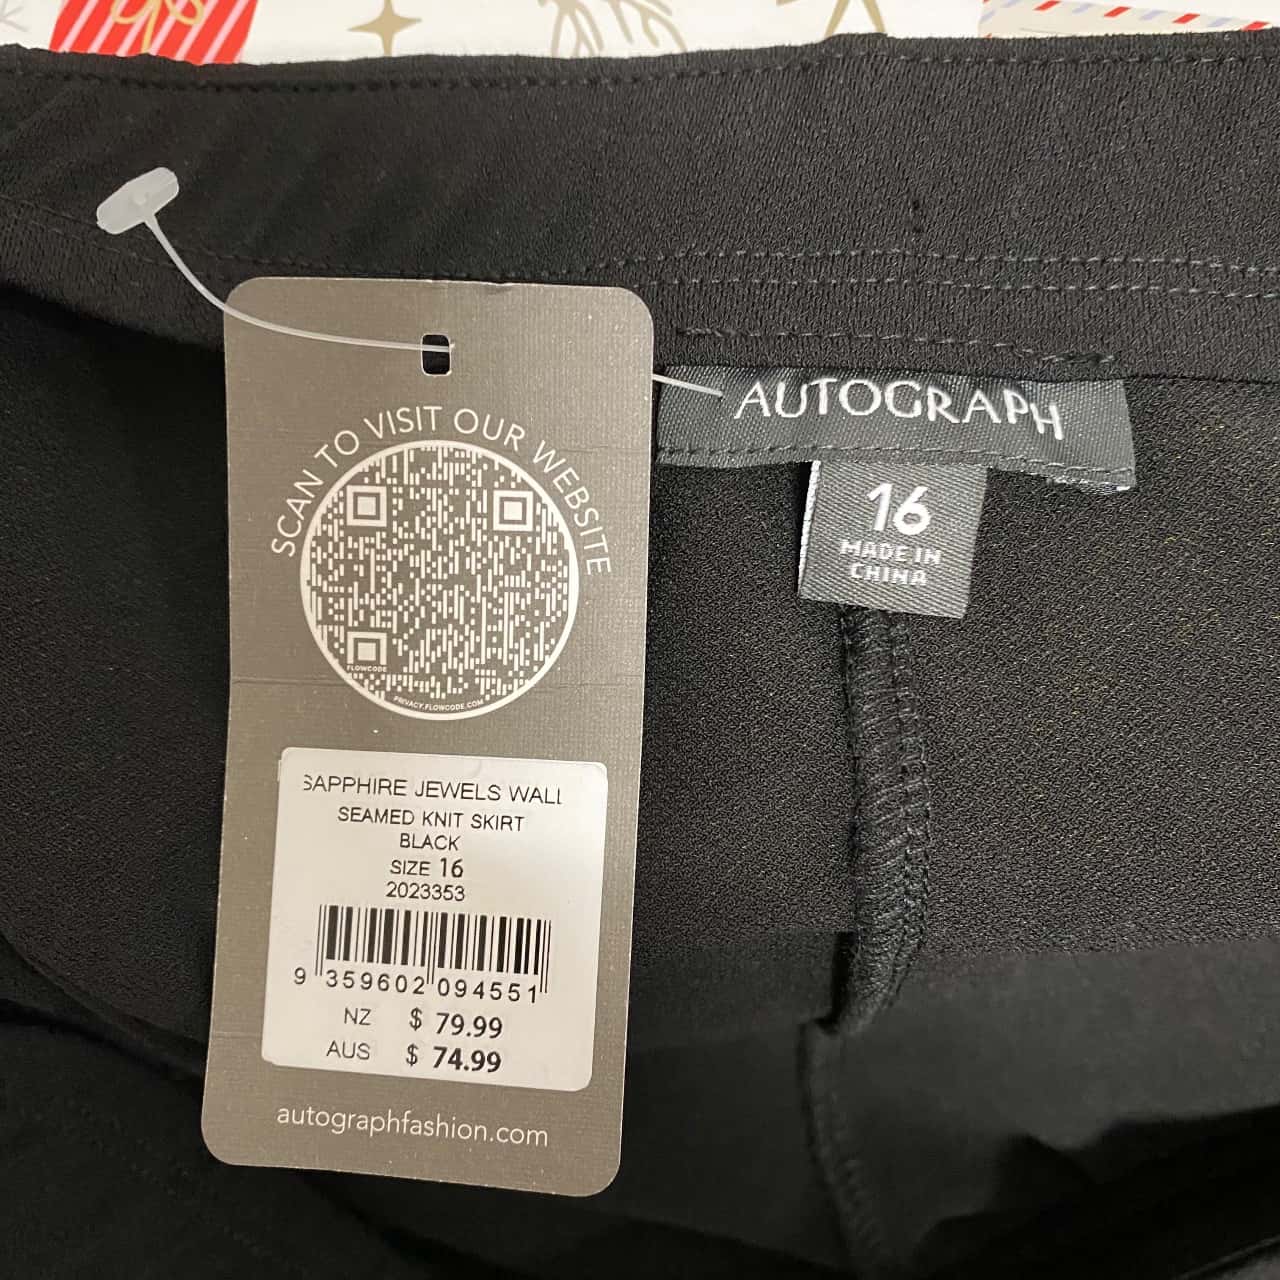 SCAN TO VISIT OUR WEBSITE
FLOWCODE
PRIVACY.FLOWCODE.COM
SAPPHIRE JEWELS WALL
SEAMED KNIT SKIRT
BLACK
SIZE 16
2023353
9 359602 094551
NZ $ 79.99
AUS $ 74.99
autographfashion.com
AUTOGRAPH
16
MADE IN
CHINA